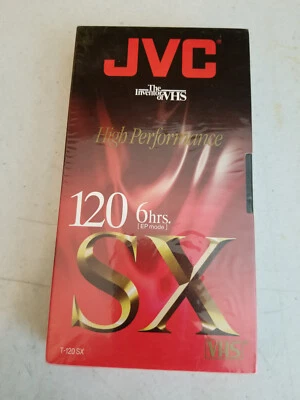 JVC
The
Inventor
of VHS
High Performance
120 6hrs.
[EP mode]
SX
VHS
T-120 SX